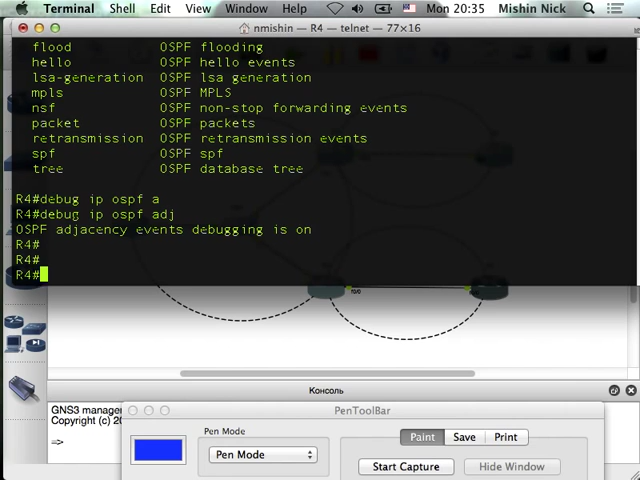 Terminal Shell Edit View Window Help Mon 20:35 Mishin Nick
nmishin — R4 — telnet — 77×16
flood OSPF flooding
hello OSPF hello events
lsa-generation OSPF lsa generation
mpls OSPF MPLS
nsf OSPF non-stop forwarding events
packet OSPF packets
retransmission OSPF retransmission events
spf OSPF spf
tree OSPF database tree
R4#debug ip ospf a
R4#debug ip ospf adj
OSPF adjacency events debugging is on
R4#
R4#
R4#
f0/0
Консоль
GNS3 manage
Copyright (c) 20
=>
PenToolBar
Pen Mode
Pen Mode
Paint Save Print
Start Capture Hide Window